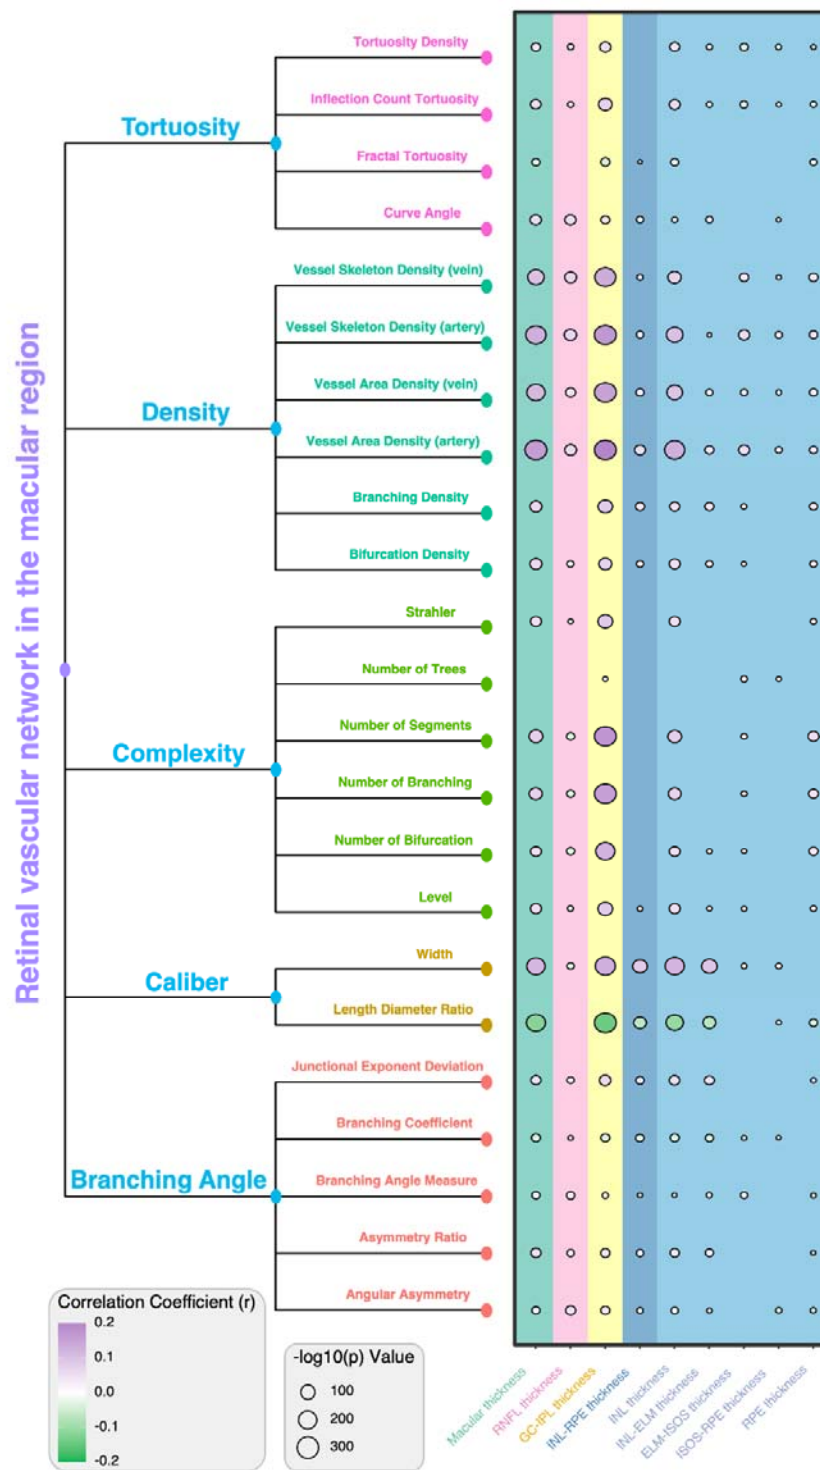 Retinal vascular network in the macular region
Tortuosity
Tortuosity Density
Inflection Count Tortuosity
Fractal Tortuosity
Curve Angle
Density
Vessel Skeleton Density (vein)
Vessel Skeleton Density (artery)
Vessel Area Density (vein)
Vessel Area Density (artery)
Branching Density
Bifurcation Density
Complexity
Strahler
Number of Trees
Number of Segments
Number of Branching
Number of Bifurcation
Level
Caliber
Width
Length Diameter Ratio
Branching Angle
Junctional Exponent Deviation
Branching Coefficient
Branching Angle Measure
Asymmetry Ratio
Angular Asymmetry
Correlation Coefficient (r)
0.2
0.1
0.0
-0.1
-0.2
-log10(p) Value
100
200
300
Macular thickness
RNFL thickness
GC-IPL thickness
INL-RPE thickness
INL thickness
INL-ELM thickness
ELM-ISOS thickness
ISOS-RPE thickness
RPE thickness